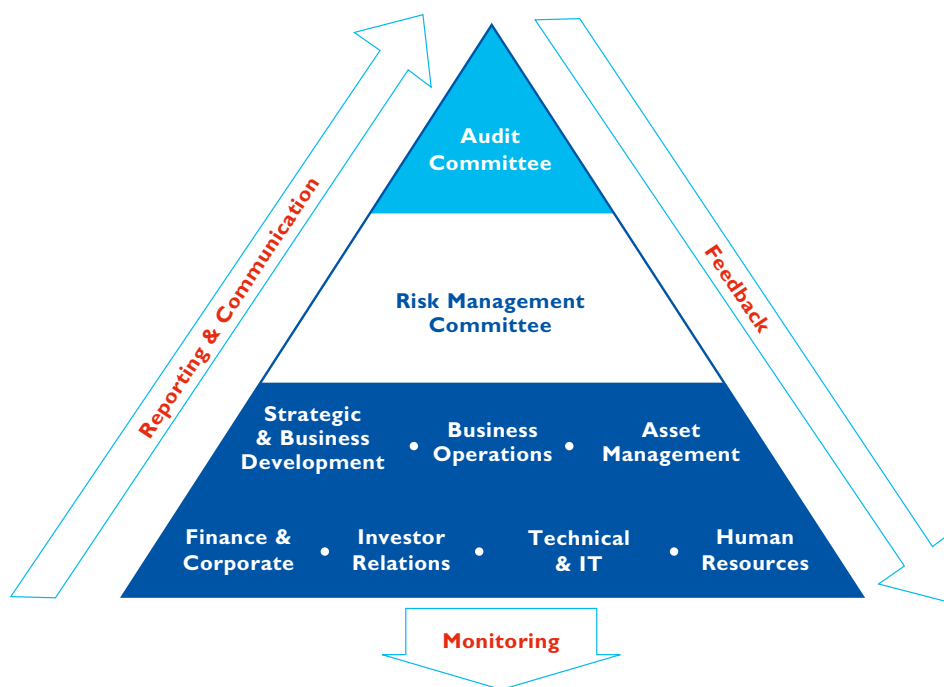 Audit
Committee
Reporting & Communication
Feedback
Risk Management
Committee
Strategic
& Business
Development
•
Business
Operations
•
Asset
Management
Finance &
Corporate
•
Investor
Relations
•
Technical
& IT
•
Human
Resources
Monitoring